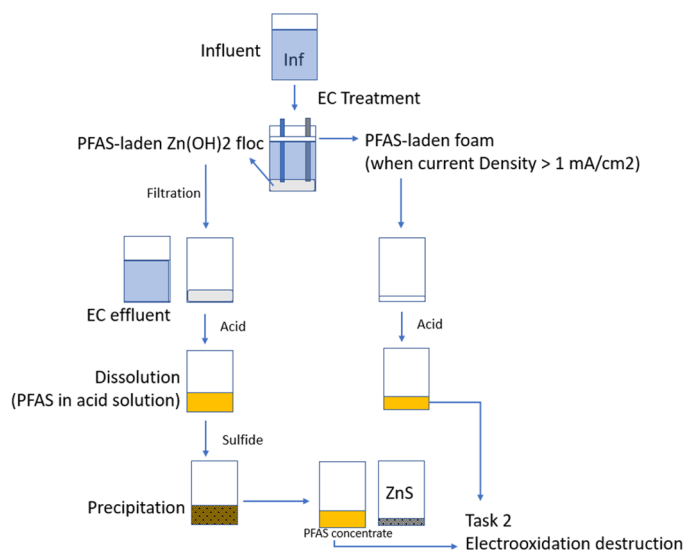 Influent
Inf
EC Treatment
PFAS-laden Zn(OH)2 floc
PFAS-laden foam
(when current Density > 1 mA/cm2)
Filtration
EC effluent
Acid
Acid
Dissolution
(PFAS in acid solution)
Sulfide
Precipitation
ZnS
PFAS concentrate
Task 2
Electrooxidation destruction